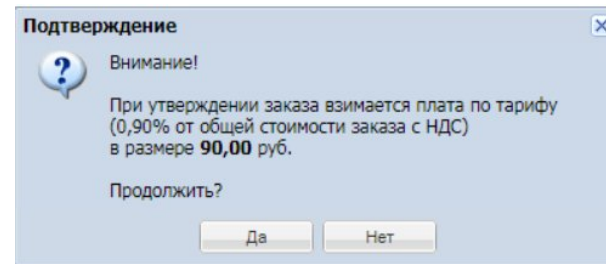 Подтверждение
Внимание!
При утверждении заказа взимается плата по тарифу
(0,90% от общей стоимости заказа с НДС)
в размере 90,00 руб.
Продолжить?
Да
Нет